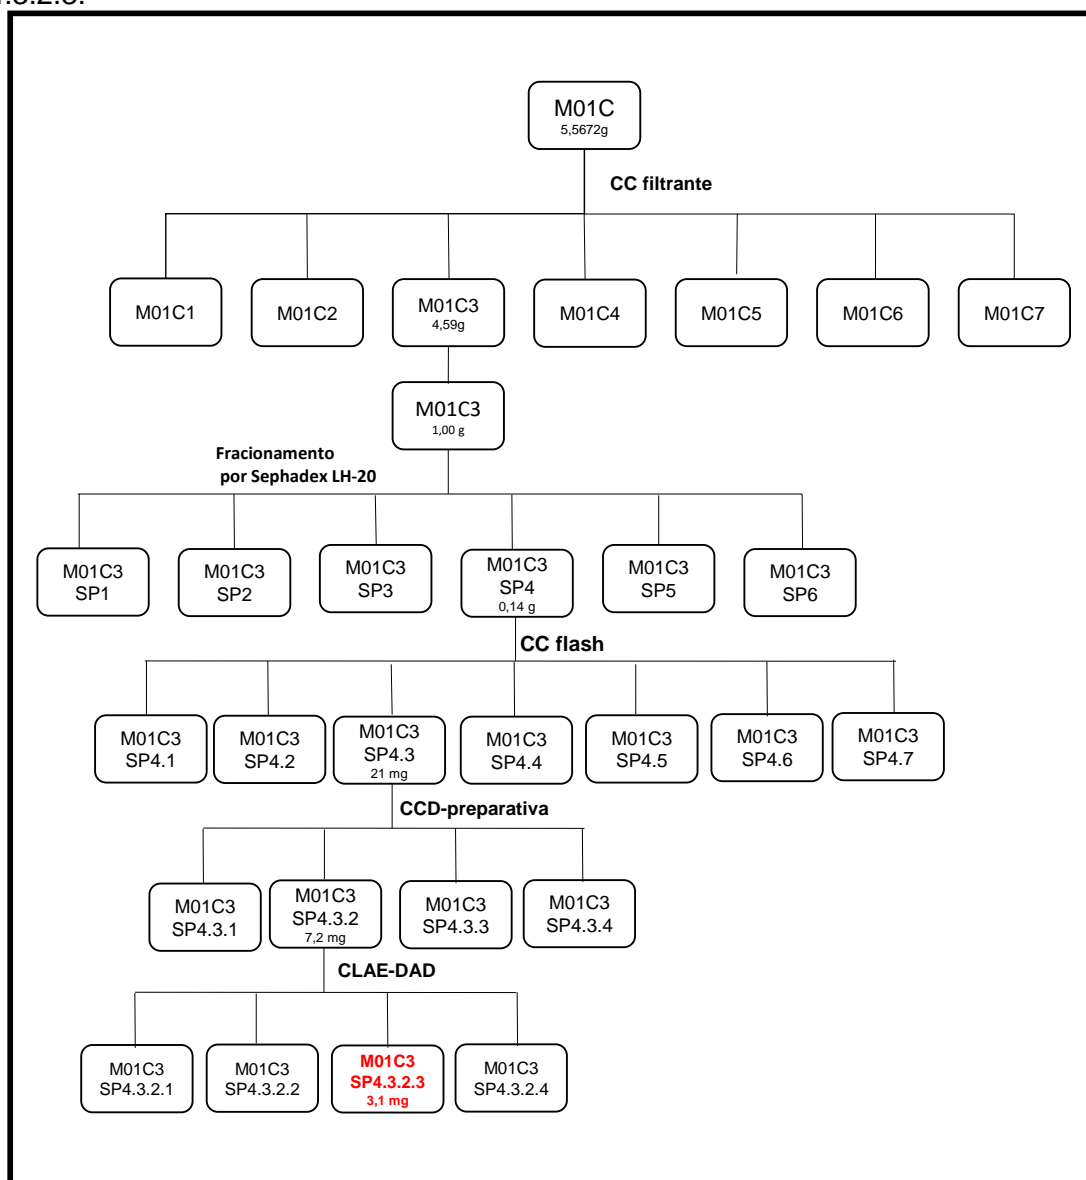 M01C
5,5672g
CC filtrante
M01C1
M01C2
M01C3
4,59g
M01C4
M01C5
M01C6
M01C7
M01C3
1,00 g
Fracionamento
por Sephadex LH-20
M01C3
SP1
M01C3
SP2
M01C3
SP3
M01C3
SP4
0,14 g
M01C3
SP5
M01C3
SP6
CC flash
M01C3
SP4.1
M01C3
SP4.2
M01C3
SP4.3
21 mg
M01C3
SP4.4
M01C3
SP4.5
M01C3
SP4.6
M01C3
SP4.7
CCD-preparativa
M01C3
SP4.3.1
M01C3
SP4.3.2
7,2 mg
M01C3
SP4.3.3
M01C3
SP4.3.4
CLAE-DAD
M01C3
SP4.3.2.1
M01C3
SP4.3.2.2
M01C3
SP4.3.2.3
3,1 mg
M01C3
SP4.3.2.4